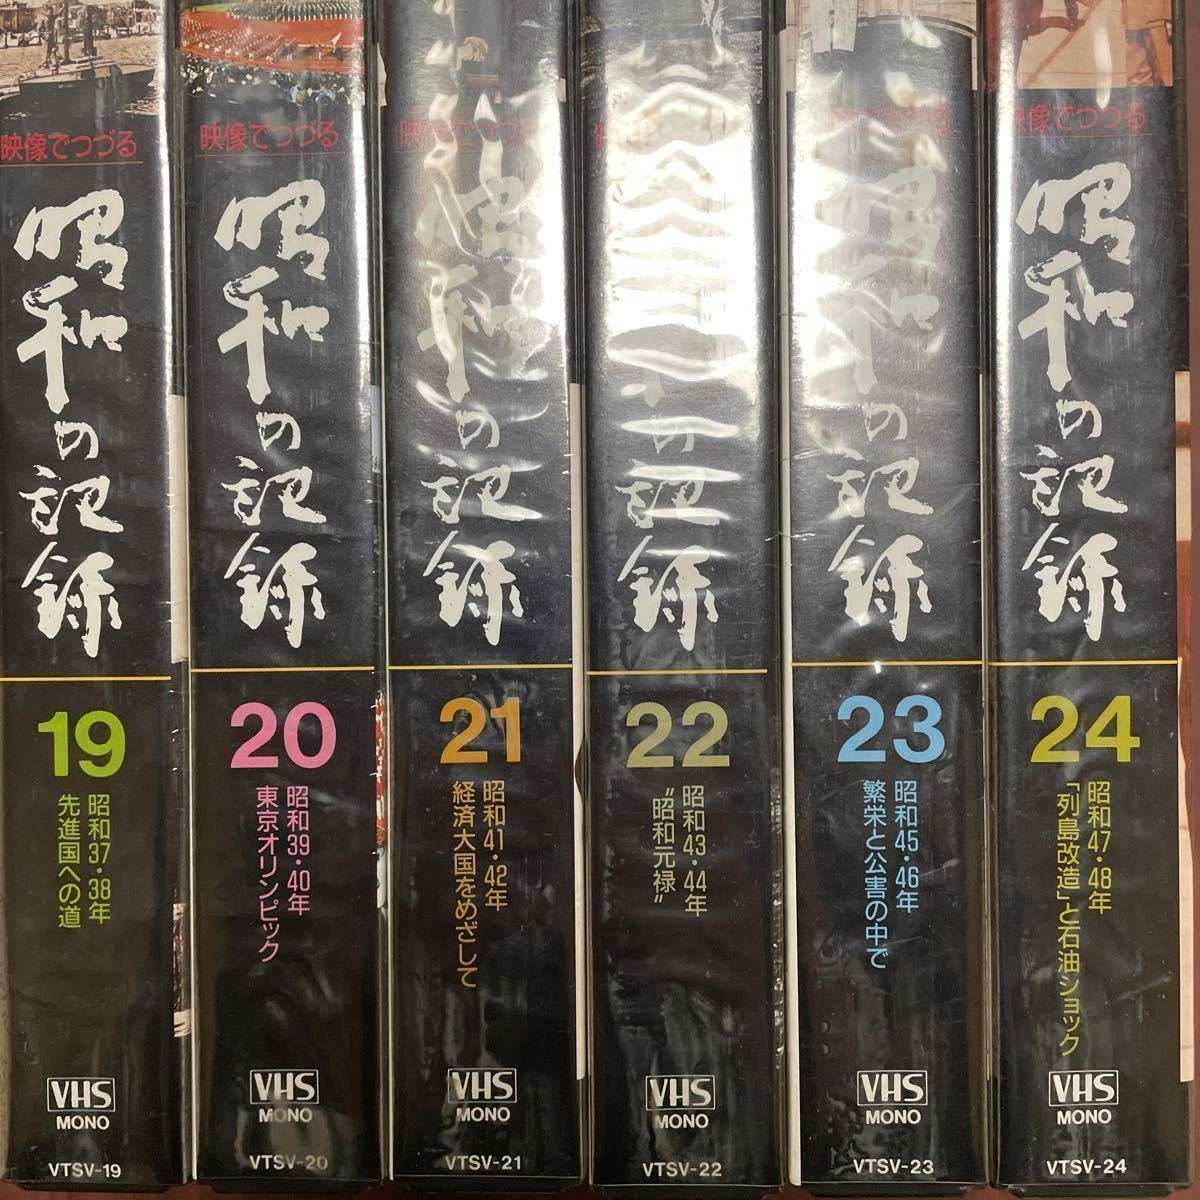 映像でつづる
昭和の記録
19
昭和37・38年
先進国への道
VHS
MONO
VTSV-19
映像でつづる
昭和の記録
20
昭和39・40年
東京オリンピック
VHS
MONO
VTSV-20
映像でつづる
昭和の記録
21
昭和41・42年
経済大国をめざして
VHS
MONO
VTSV-21
の記録
22
昭和43・44年
“昭和元禄”
VHS
MONO
VTSV-22
昭和の記録
23
昭和45・46年
繁栄と公害の中で
VHS
MONO
VTSV-23
映像でつづる
昭和の記録
24
昭和47・48年
「列島改造」と石油ショック
VHS
MONO
VTSV-24